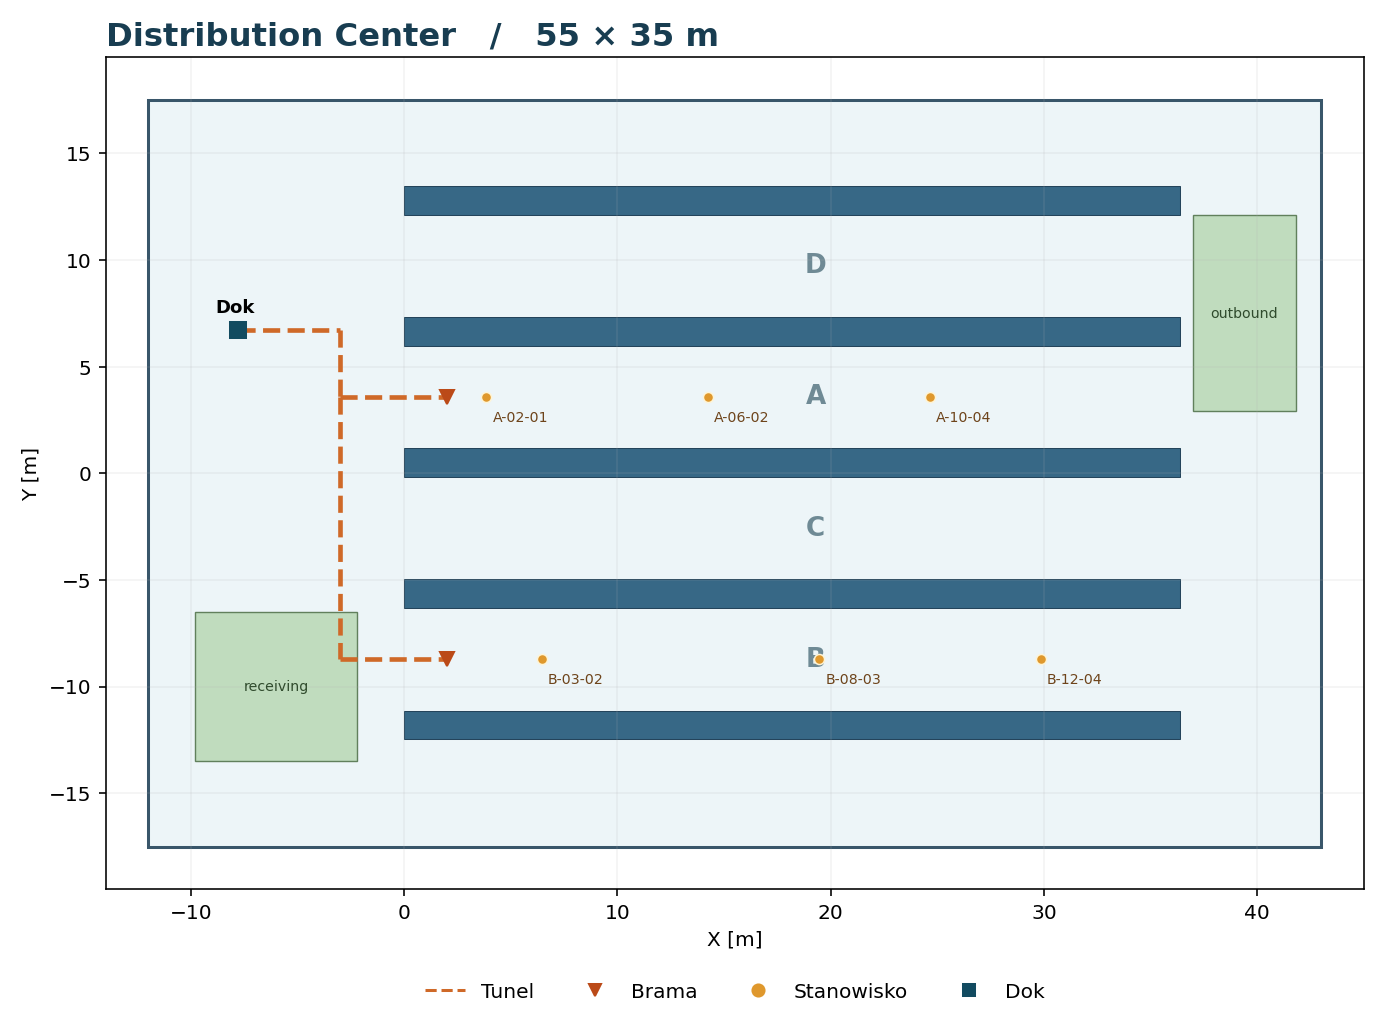 Distribution Center / 55 × 35 m
15
10
5
0
−5
−10
−15
Y [m]
D
Dok
outbound
A
A-02-01
A-06-02
A-10-04
C
B
B-03-02
B-08-03
B-12-04
receiving
−10
0
10
20
30
40
X [m]
Tunel
Brama
Stanowisko
Dok